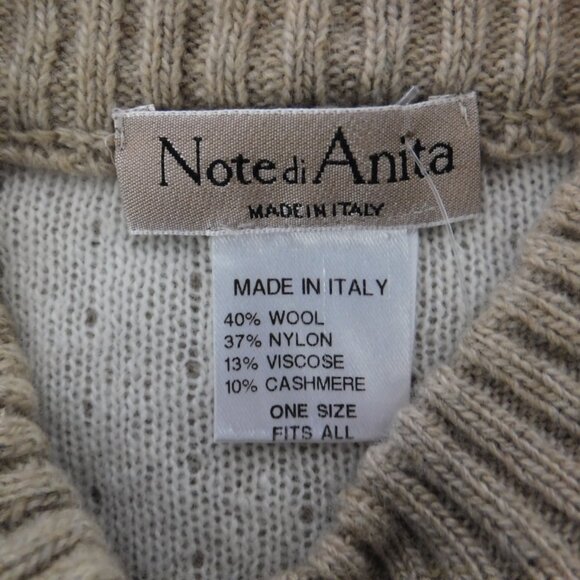 Note di Anita
MADE IN ITALY
MADE IN ITALY
40% WOOL
37% NYLON
13% VISCOSE
10% CASHMERE
ONE SIZE
FITS ALL